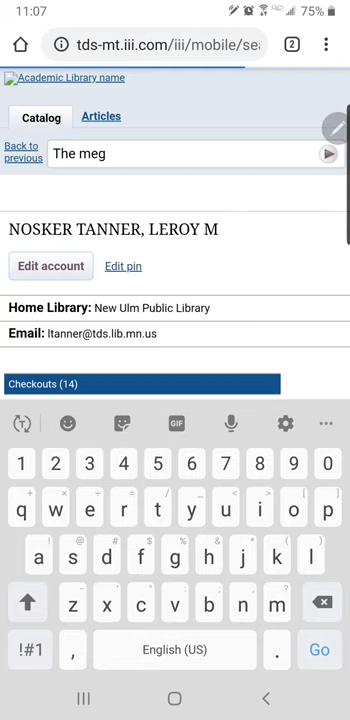 11:07
75%
tds-mt.iii.com/iii/mobile/sea
2
Academic Library name
Catalog
Articles
Back to
previous
The meg
NOSKER TANNER, LEROY M
Edit account
Edit pin
Home Library: New Ulm Public Library
Email: ltanner@tds.lib.mn.us
Checkouts (14)
T
GIF
1 2 3 4 5 6 7 8 9 0
+ × ÷ = / _ < > [ ]
q w e r t y u i o p
! @ # $ % ^ & * ( )
a s d f g h j k l
- ' " : ; , ?
z x c v b n m
!#1 , English (US) . Go